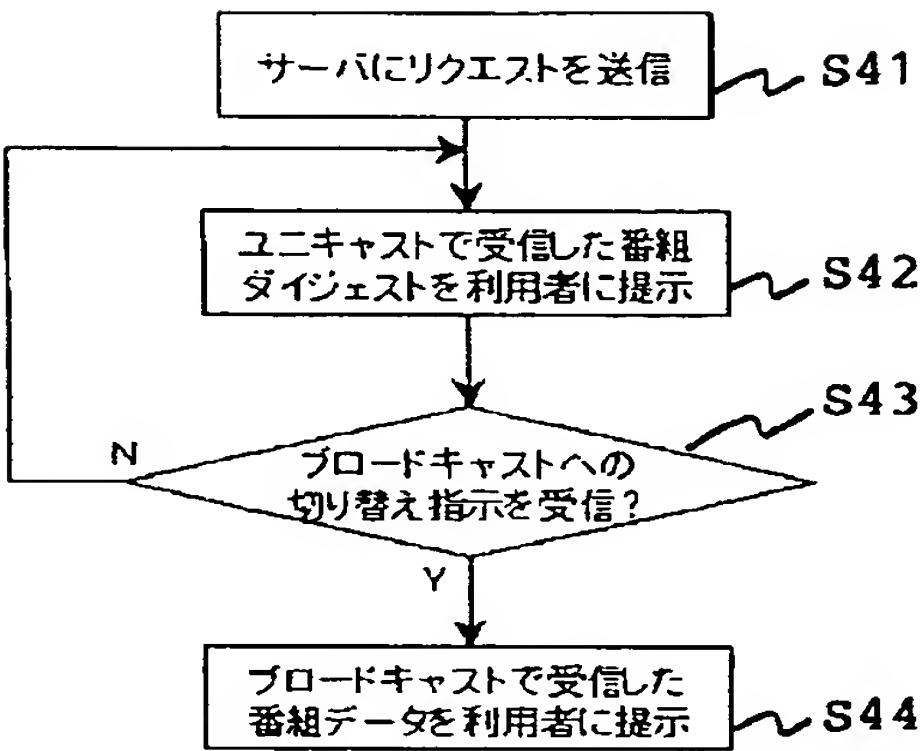 サーバにリクエストを送信
S41
ユニキャストで受信した番組
ダイジェストを利用者に提示
S42
S43
ブロードキャストへの
切り替え指示を受信?
N
Y
ブロードキャストで受信した
番組データを利用者に提示
S44